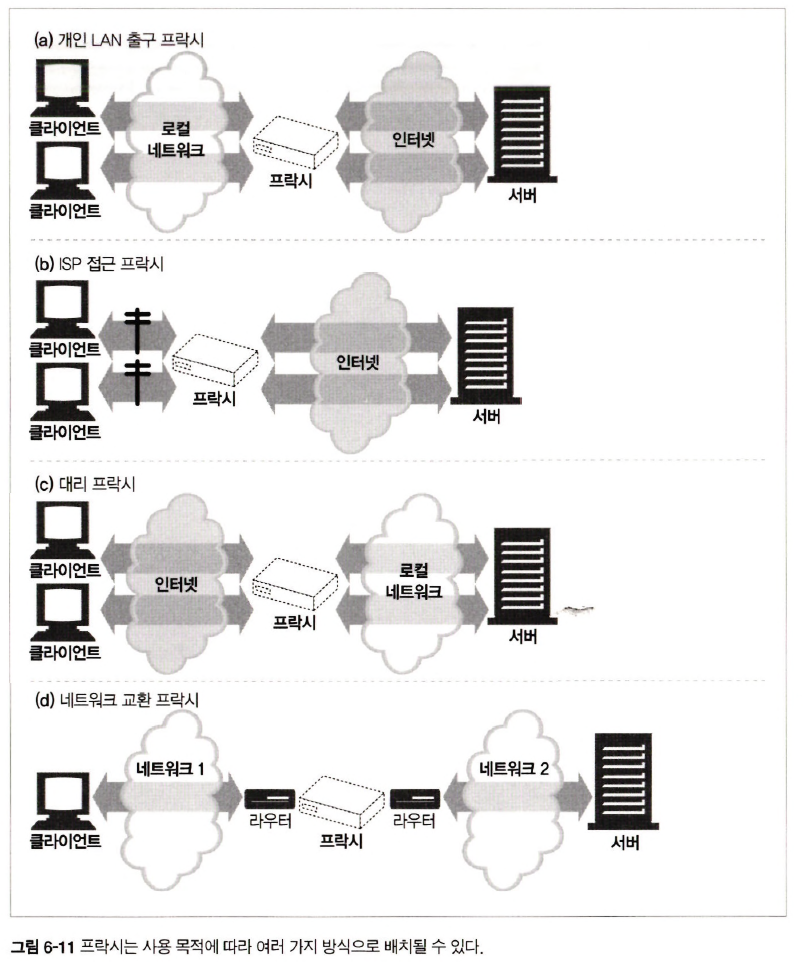 (a) 개인 LAN 출구 프락시
클라이언트
로컬
네트워크
프락시
인터넷
서버
클라이언트
(b) ISP 접근 프락시
클라이언트
프락시
인터넷
서버
클라이언트
(c) 대리 프락시
클라이언트
인터넷
프락시
로컬
네트워크
서버
클라이언트
(d) 네트워크 교환 프락시
네트워크 1
네트워크 2
클라이언트
라우터
프락시
라우터
서버
그림 6-11 프락시는 사용 목적에 따라 여러 가지 방식으로 배치될 수 있다.